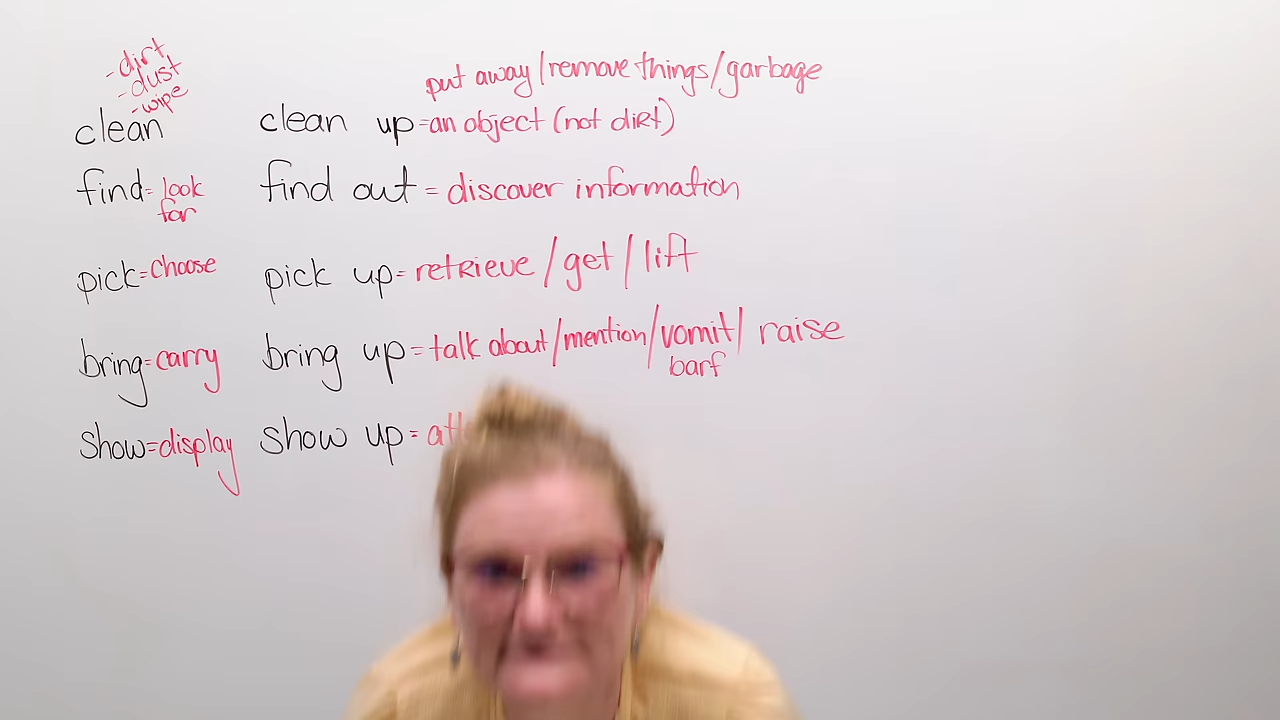 -dirt
-dust
-wipe
put away/remove things/garbage
clean clean up=an object (not dirt)
find=look for find out=discover information
pick=choose pick up=retrieve/get/lift
bring=carry bring up=talk about/mention/vomit/raise
barf
show=display show up=